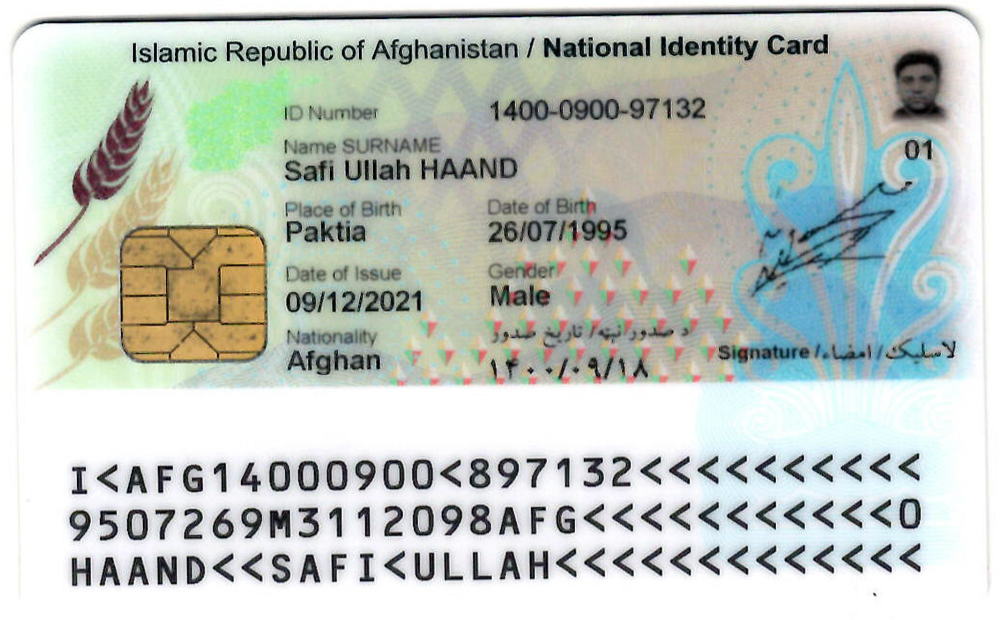 Islamic Republic of Afghanistan / National Identity Card
ID Number 1400-0900-97132
Name SURNAME
Safi Ullah HAAND
01
Place of Birth Date of Birth
Paktia 26/07/1995
Date of Issue Gender
09/12/2021 Male
Nationality د صدور نېټه/ تاریخ صدور
Afghan ۱۴۰۰/۰۹/۱۸
Signature / امضاء / لاسلیک
I<AFG14000900<897132<<<<<<<<<<
9507269M3112098AFG<<<<<<<<<<<0
HAAND<<SAFI<ULLAH<<<<<<<<<<<<<